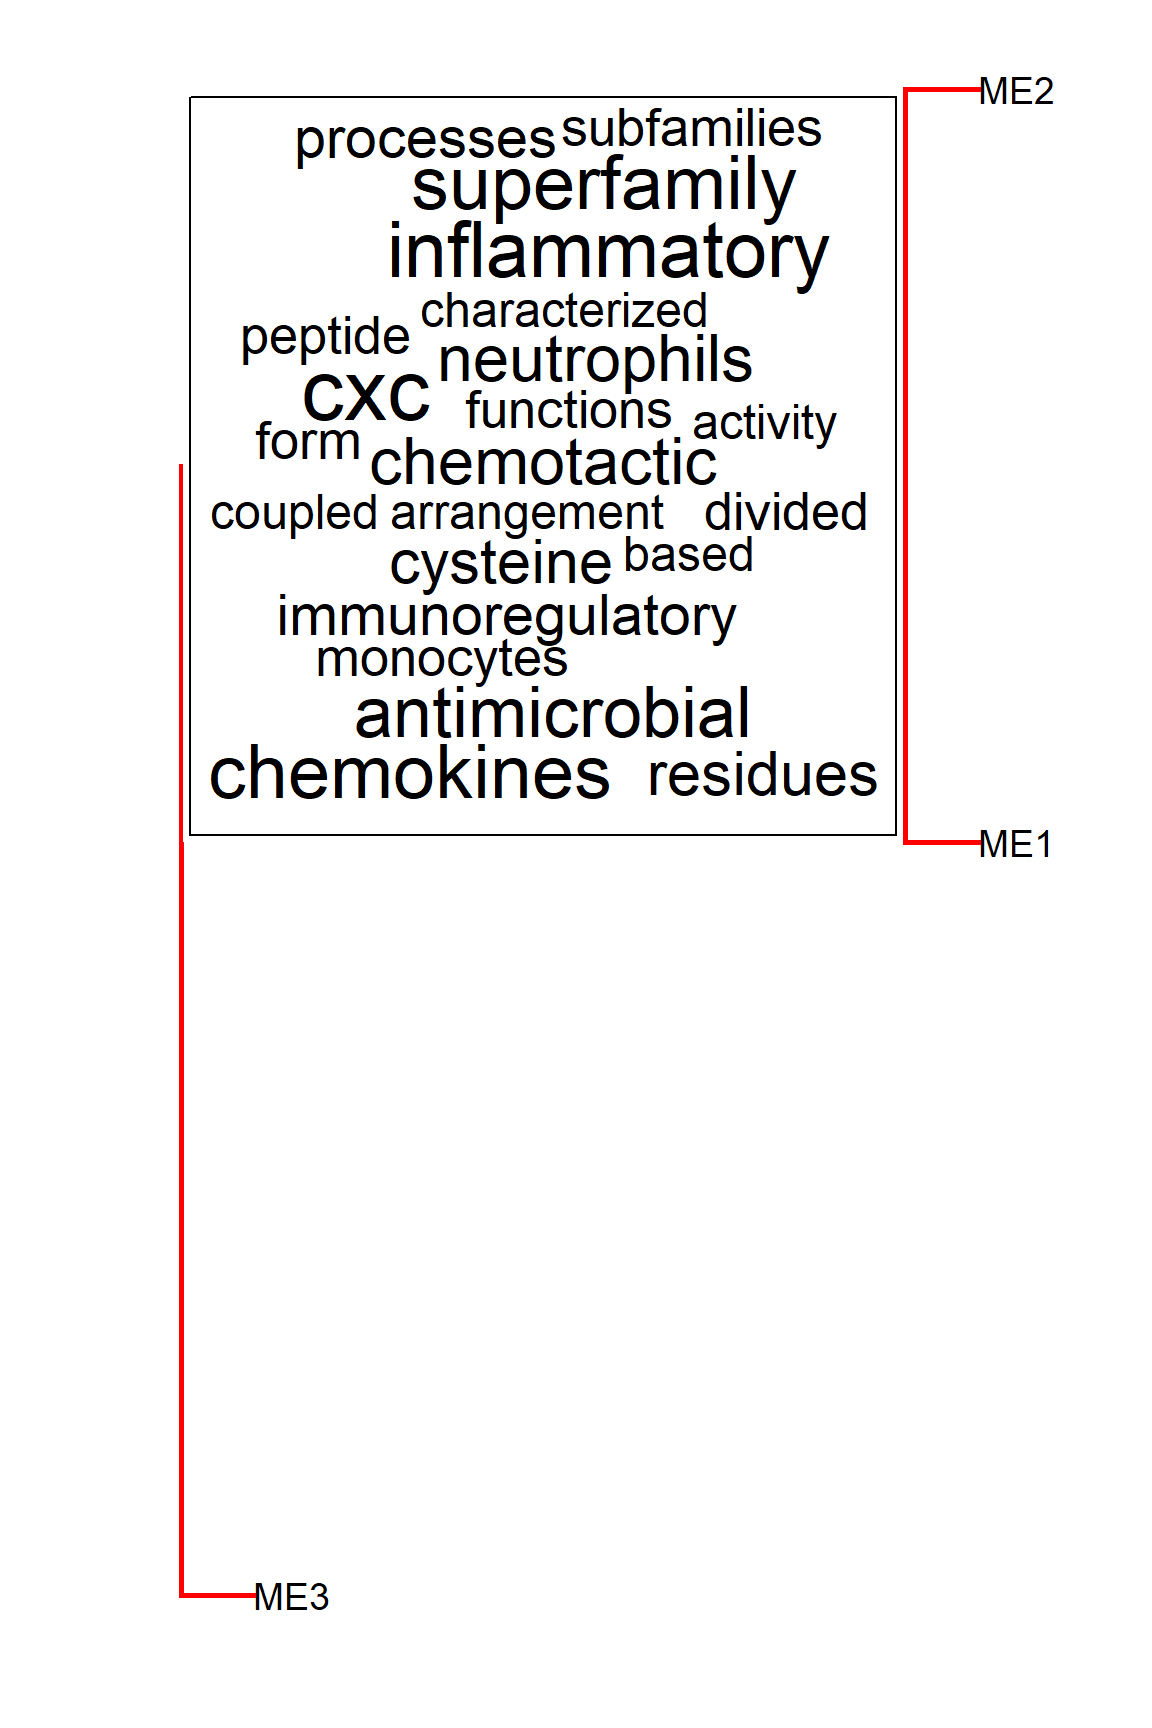 ME2
processes subfamilies
superfamily
inflammatory
characterized
peptide
neutrophils
cxc
functions activity
form
chemotactic
coupled arrangement divided
cysteine based
immunoregulatory
monocytes
antimicrobial
chemokines residues
ME1
ME3